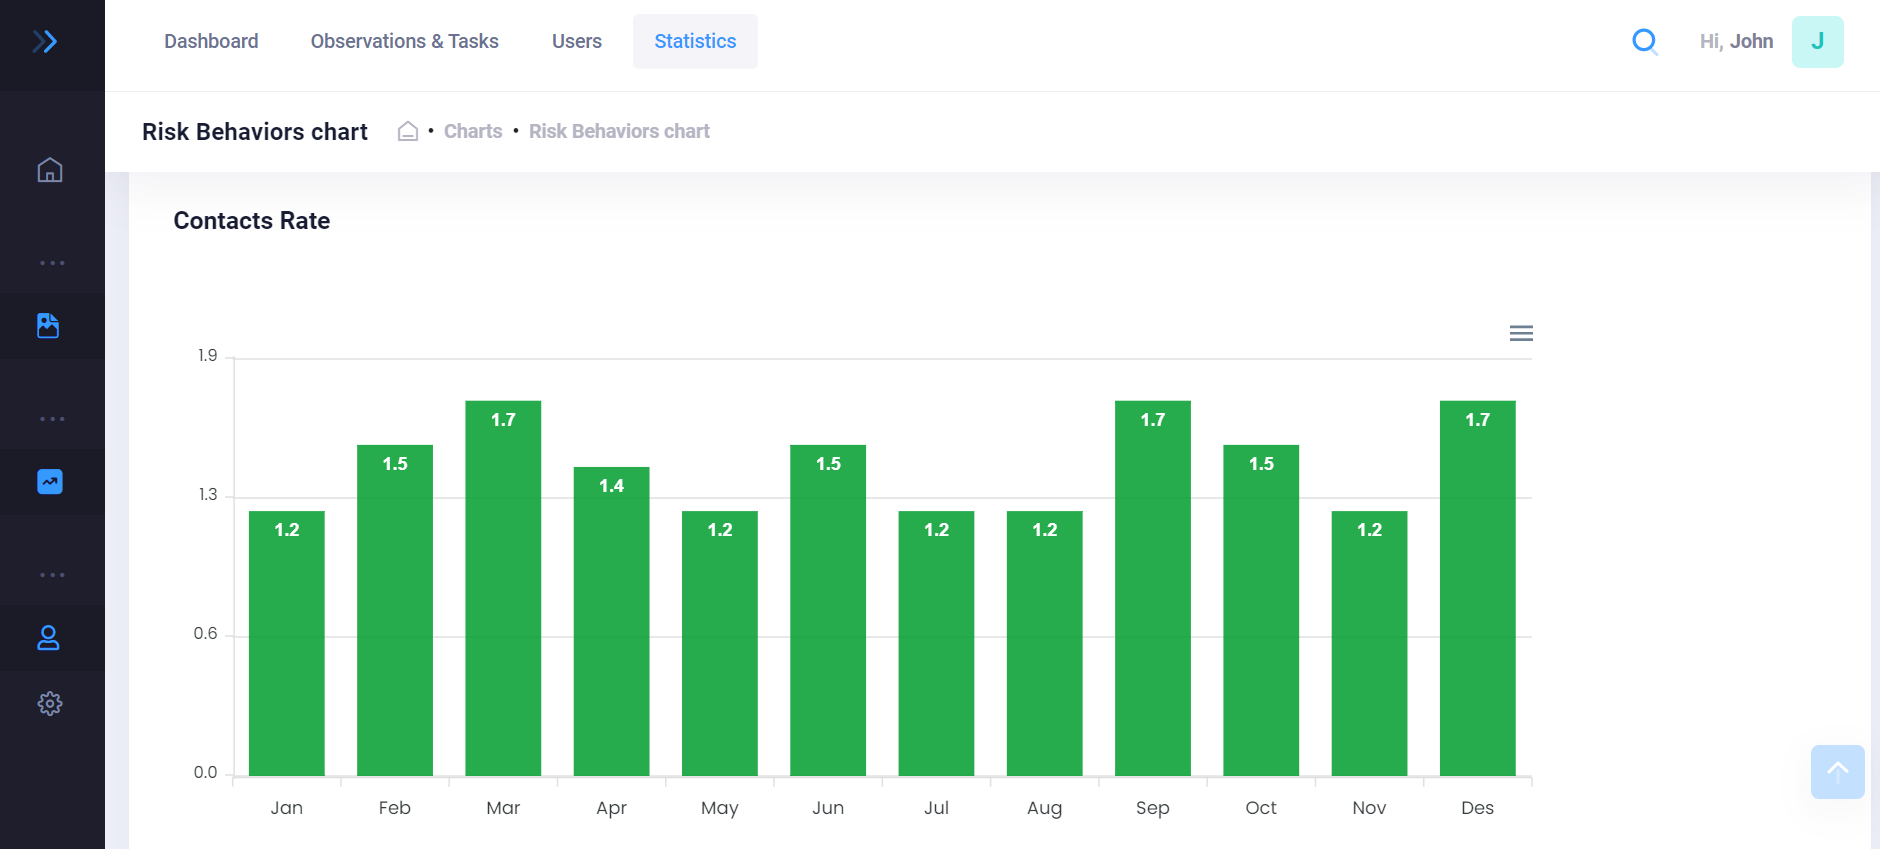 Dashboard Observations & Tasks Users Statistics Hi, John J
Risk Behaviors chart • Charts • Risk Behaviors chart
Contacts Rate
1.9
1.7 1.7 1.7
1.5 1.5 1.5
1.4
1.3
1.2 1.2 1.2 1.2 1.2
0.6
0.0
Jan Feb Mar Apr May Jun Jul Aug Sep Oct Nov Des